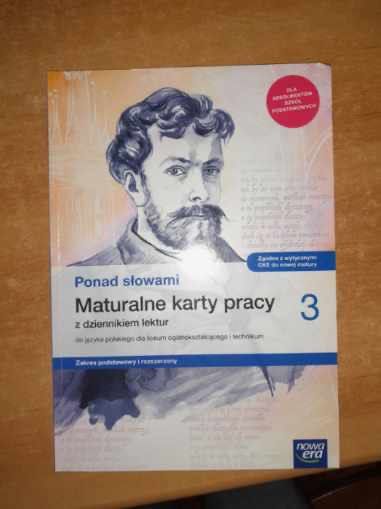 DLA
ABSOLWENTÓW
SZKÓŁ
PODSTAWOWYCH
Zgodne z wytycznymi
CKE do nowej matury
Ponad słowami
Maturalne karty pracy 3
z dziennikiem lektur
do języka polskiego dla liceum ogólnokształcącego i technikum
Zakres podstawowy i rozszerzony
nowa
era